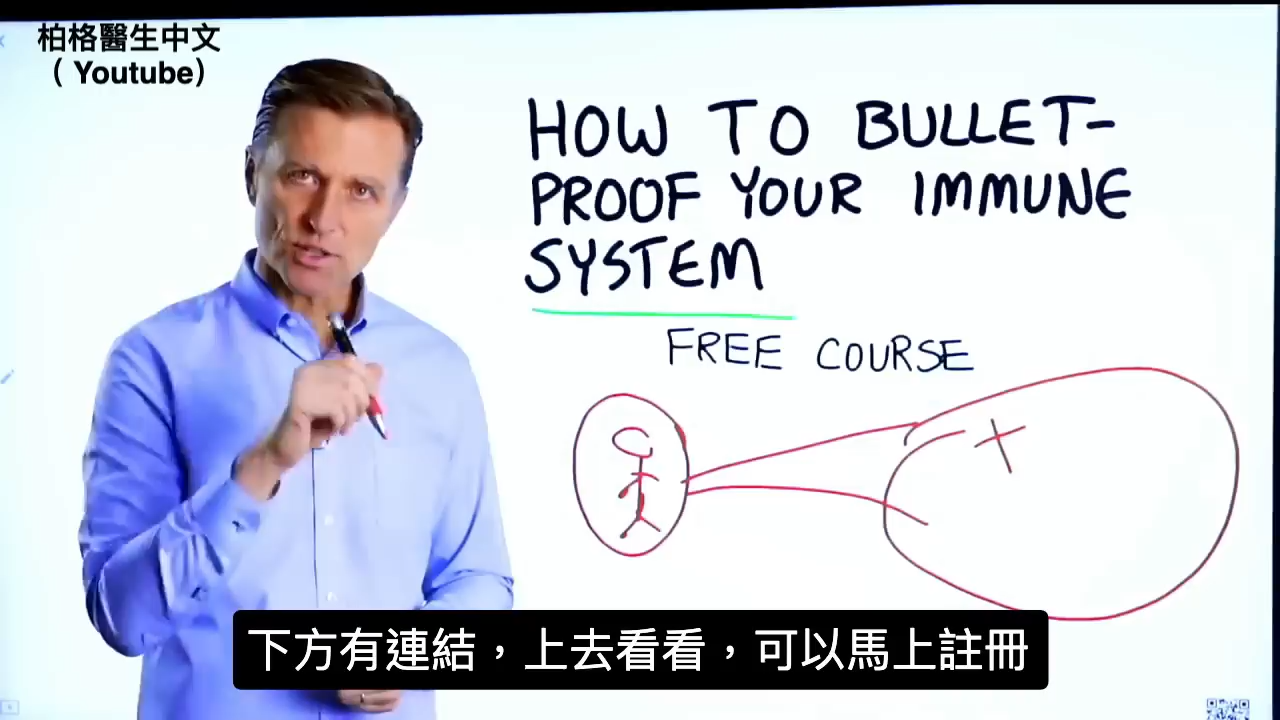 柏格醫生中文
（ Youtube）
HOW TO BULLET-
PROOF YOUR IMMUNE
SYSTEM
FREE COURSE
下方有連結，上去看看，可以馬上註冊